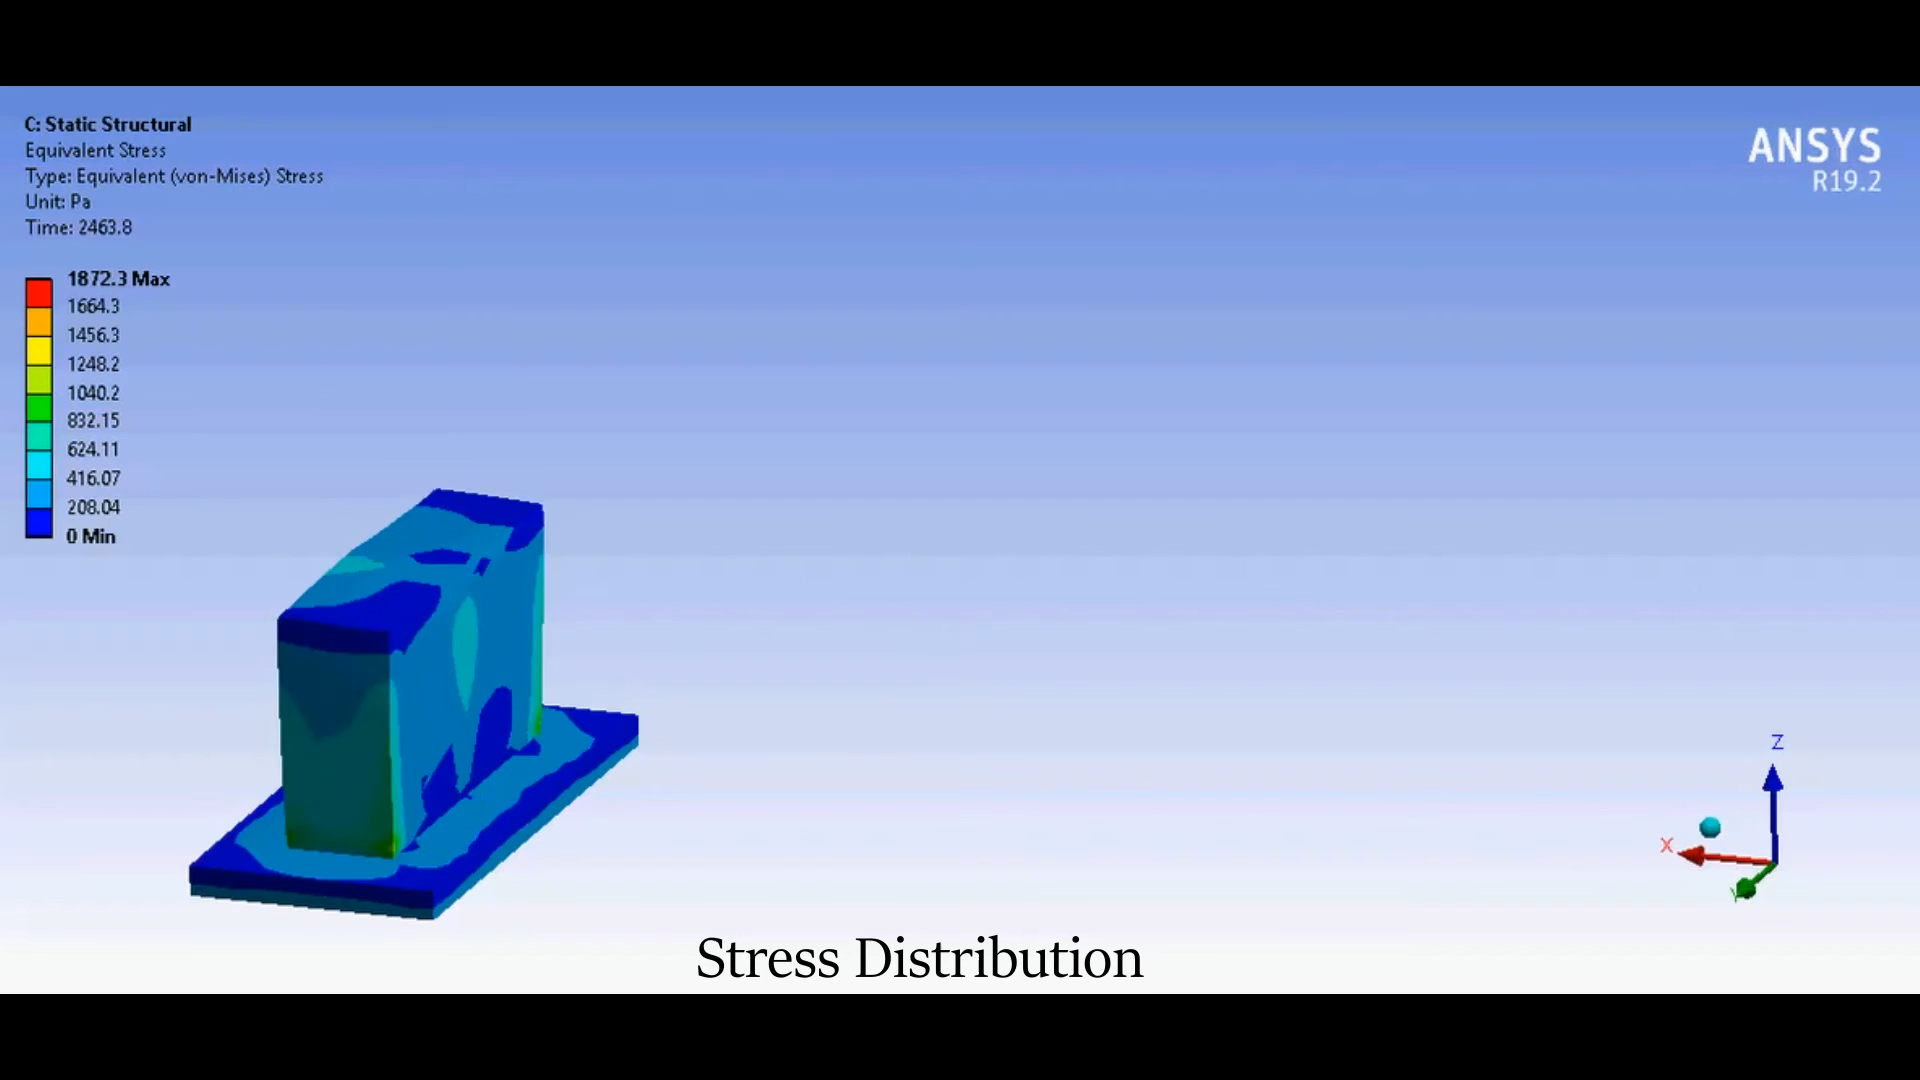 C: Static Structural
Equivalent Stress
Type: Equivalent (von-Mises) Stress
Unit: Pa
Time: 2463.8
1872.3 Max
1664.3
1456.3
1248.2
1040.2
832.15
624.11
416.07
208.04
0 Min
ANSYS
R19.2
Z
X
Y
Stress Distribution